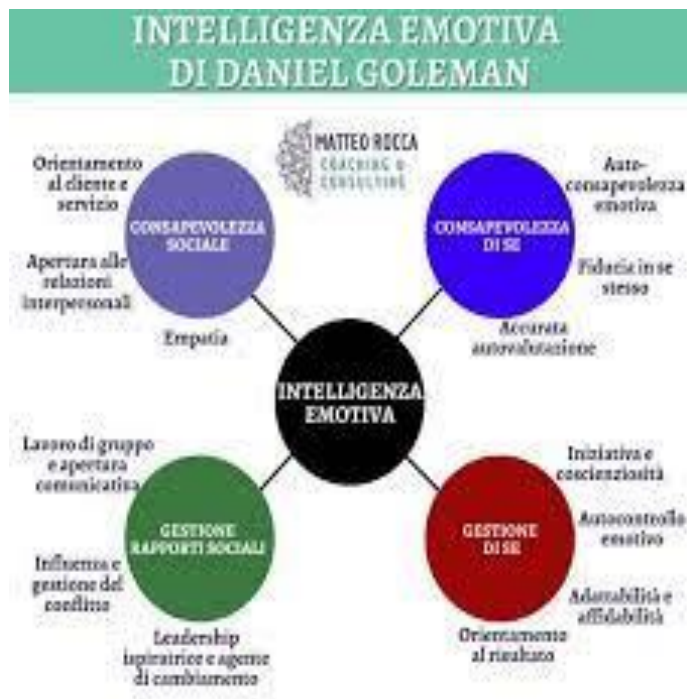 INTELLIGENZA EMOTIVA
DI DANIEL GOLEMAN
MATTEO ROCCA
COACHING &
CONSULTING
Orientamento
al cliente e
servizio
Apertura alle
relazioni
interpersonali
Empatia
CONSAPEVOLEZZA
SOCIALE
CONSAPEVOLEZZA
DI SE
Auto-
consapevolezza
emotiva
Fiducia in se
stesso
Accurata
autovalutazione
INTELLIGENZA
EMOTIVA
Lavoro di gruppo
e apertura
comunicativa
Influenza e
gestione del
conflitto
Leadership
ispiratrice e agente
di cambiamento
GESTIONE
RAPPORTI SOCIALI
GESTIONE
DI SE
Iniziativa e
coscienziosità
Autocontrollo
emotivo
Adattabilità e
affidabilità
Orientamento
al risultato